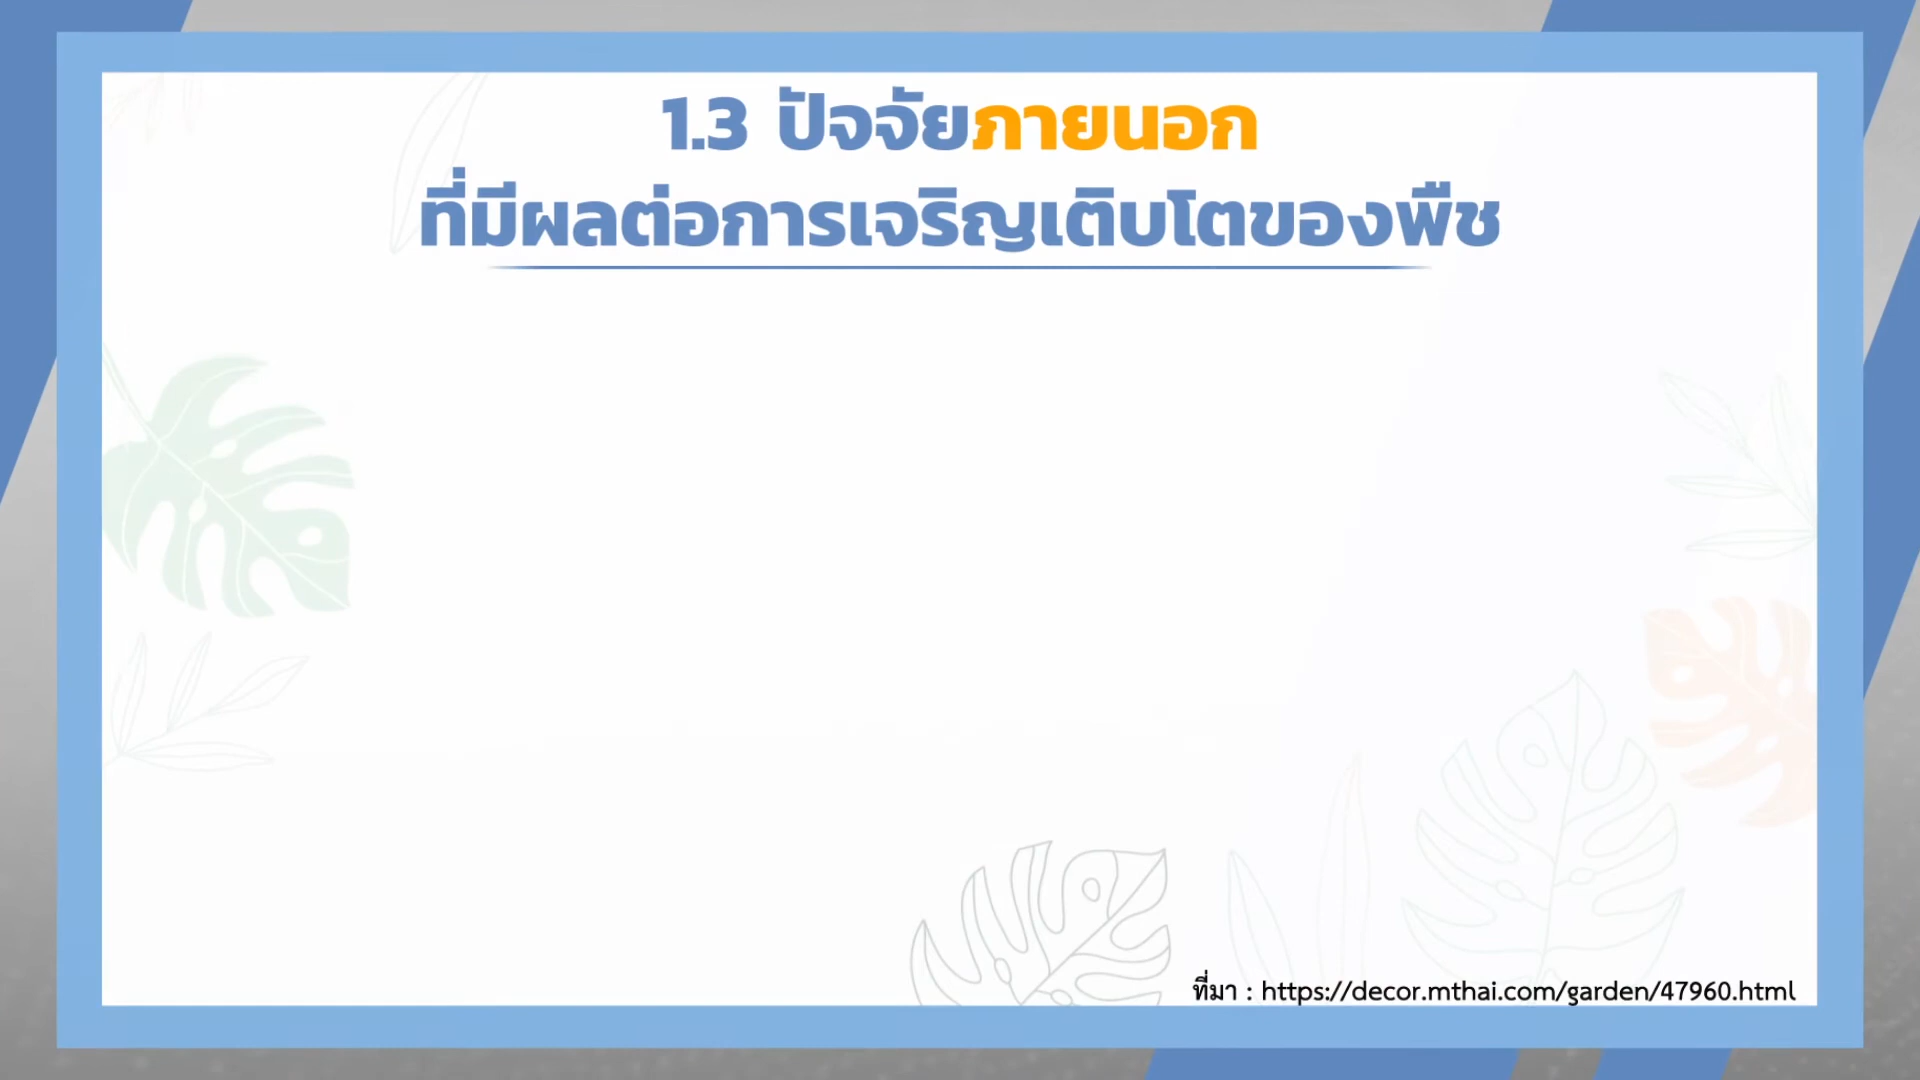 1.3 ปัจจัยภายนอก
ที่มีผลต่อการเจริญเติบโตของพืช
ที่มา : https://decor.mthai.com/garden/47960.html